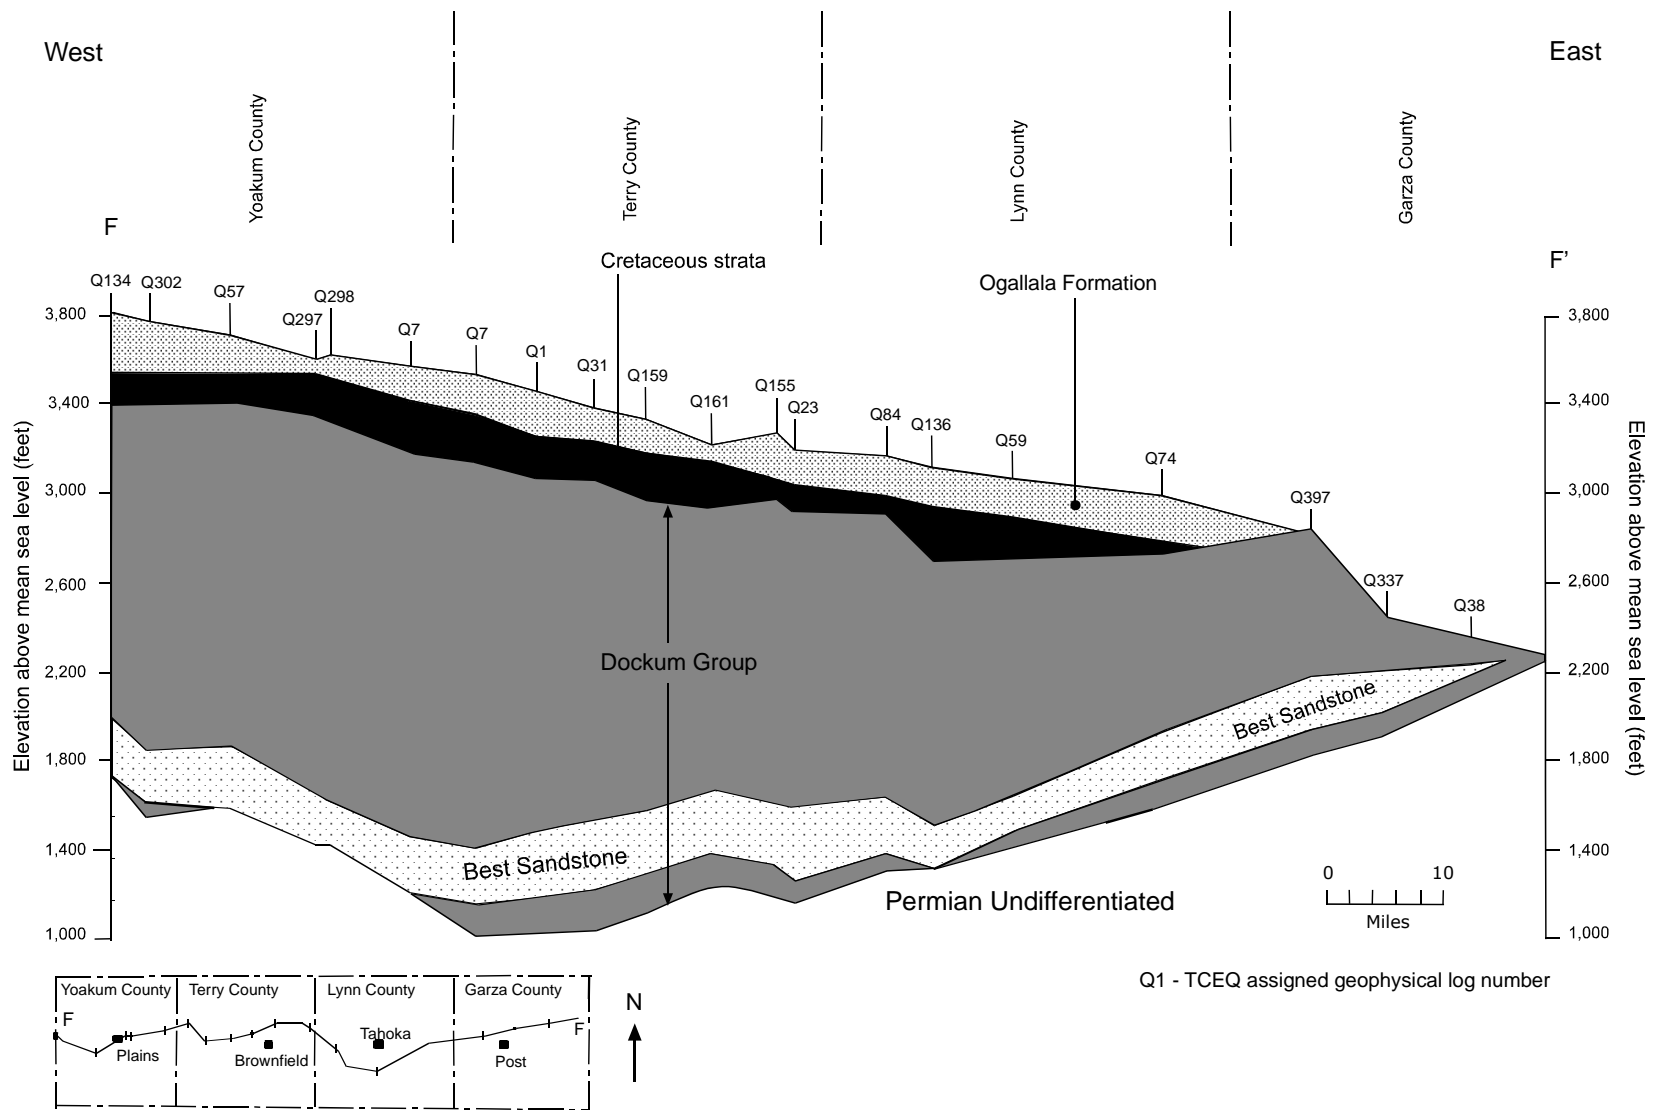 West
East
Yoakum County
Terry County
Lynn County
Garza County
F
F'
Cretaceous strata
Ogallala Formation
Q134
Q302
Q57
Q297
Q298
Q7
Q7
Q1
Q31
Q159
Q161
Q155
Q23
Q84
Q136
Q59
Q74
Q397
Q337
Q38
3,800
3,400
3,000
2,600
2,200
1,800
1,400
1,000
Elevation above mean sea level (feet)
3,800
3,400
3,000
2,600
2,200
1,800
1,400
1,000
Elevation above mean sea level (feet)
Dockum Group
Best Sandstone
Best Sandstone
Permian Undifferentiated
0 10
Miles
Q1 - TCEQ assigned geophysical log number
Yoakum County Terry County Lynn County Garza County
F
F
Plains
Brownfield
Tahoka
Post
N